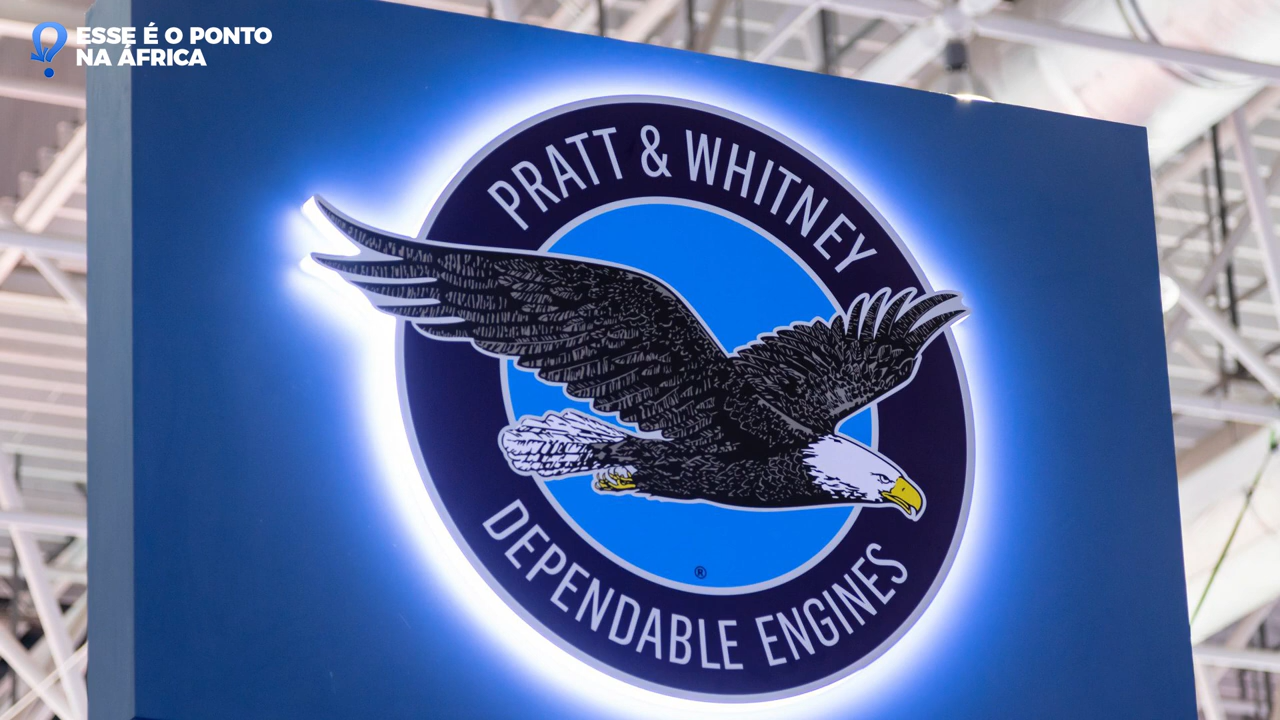 ESSE É O PONTO
NA ÁFRICA
PRATT & WHITNEY
DEPENDABLE ENGINES
®